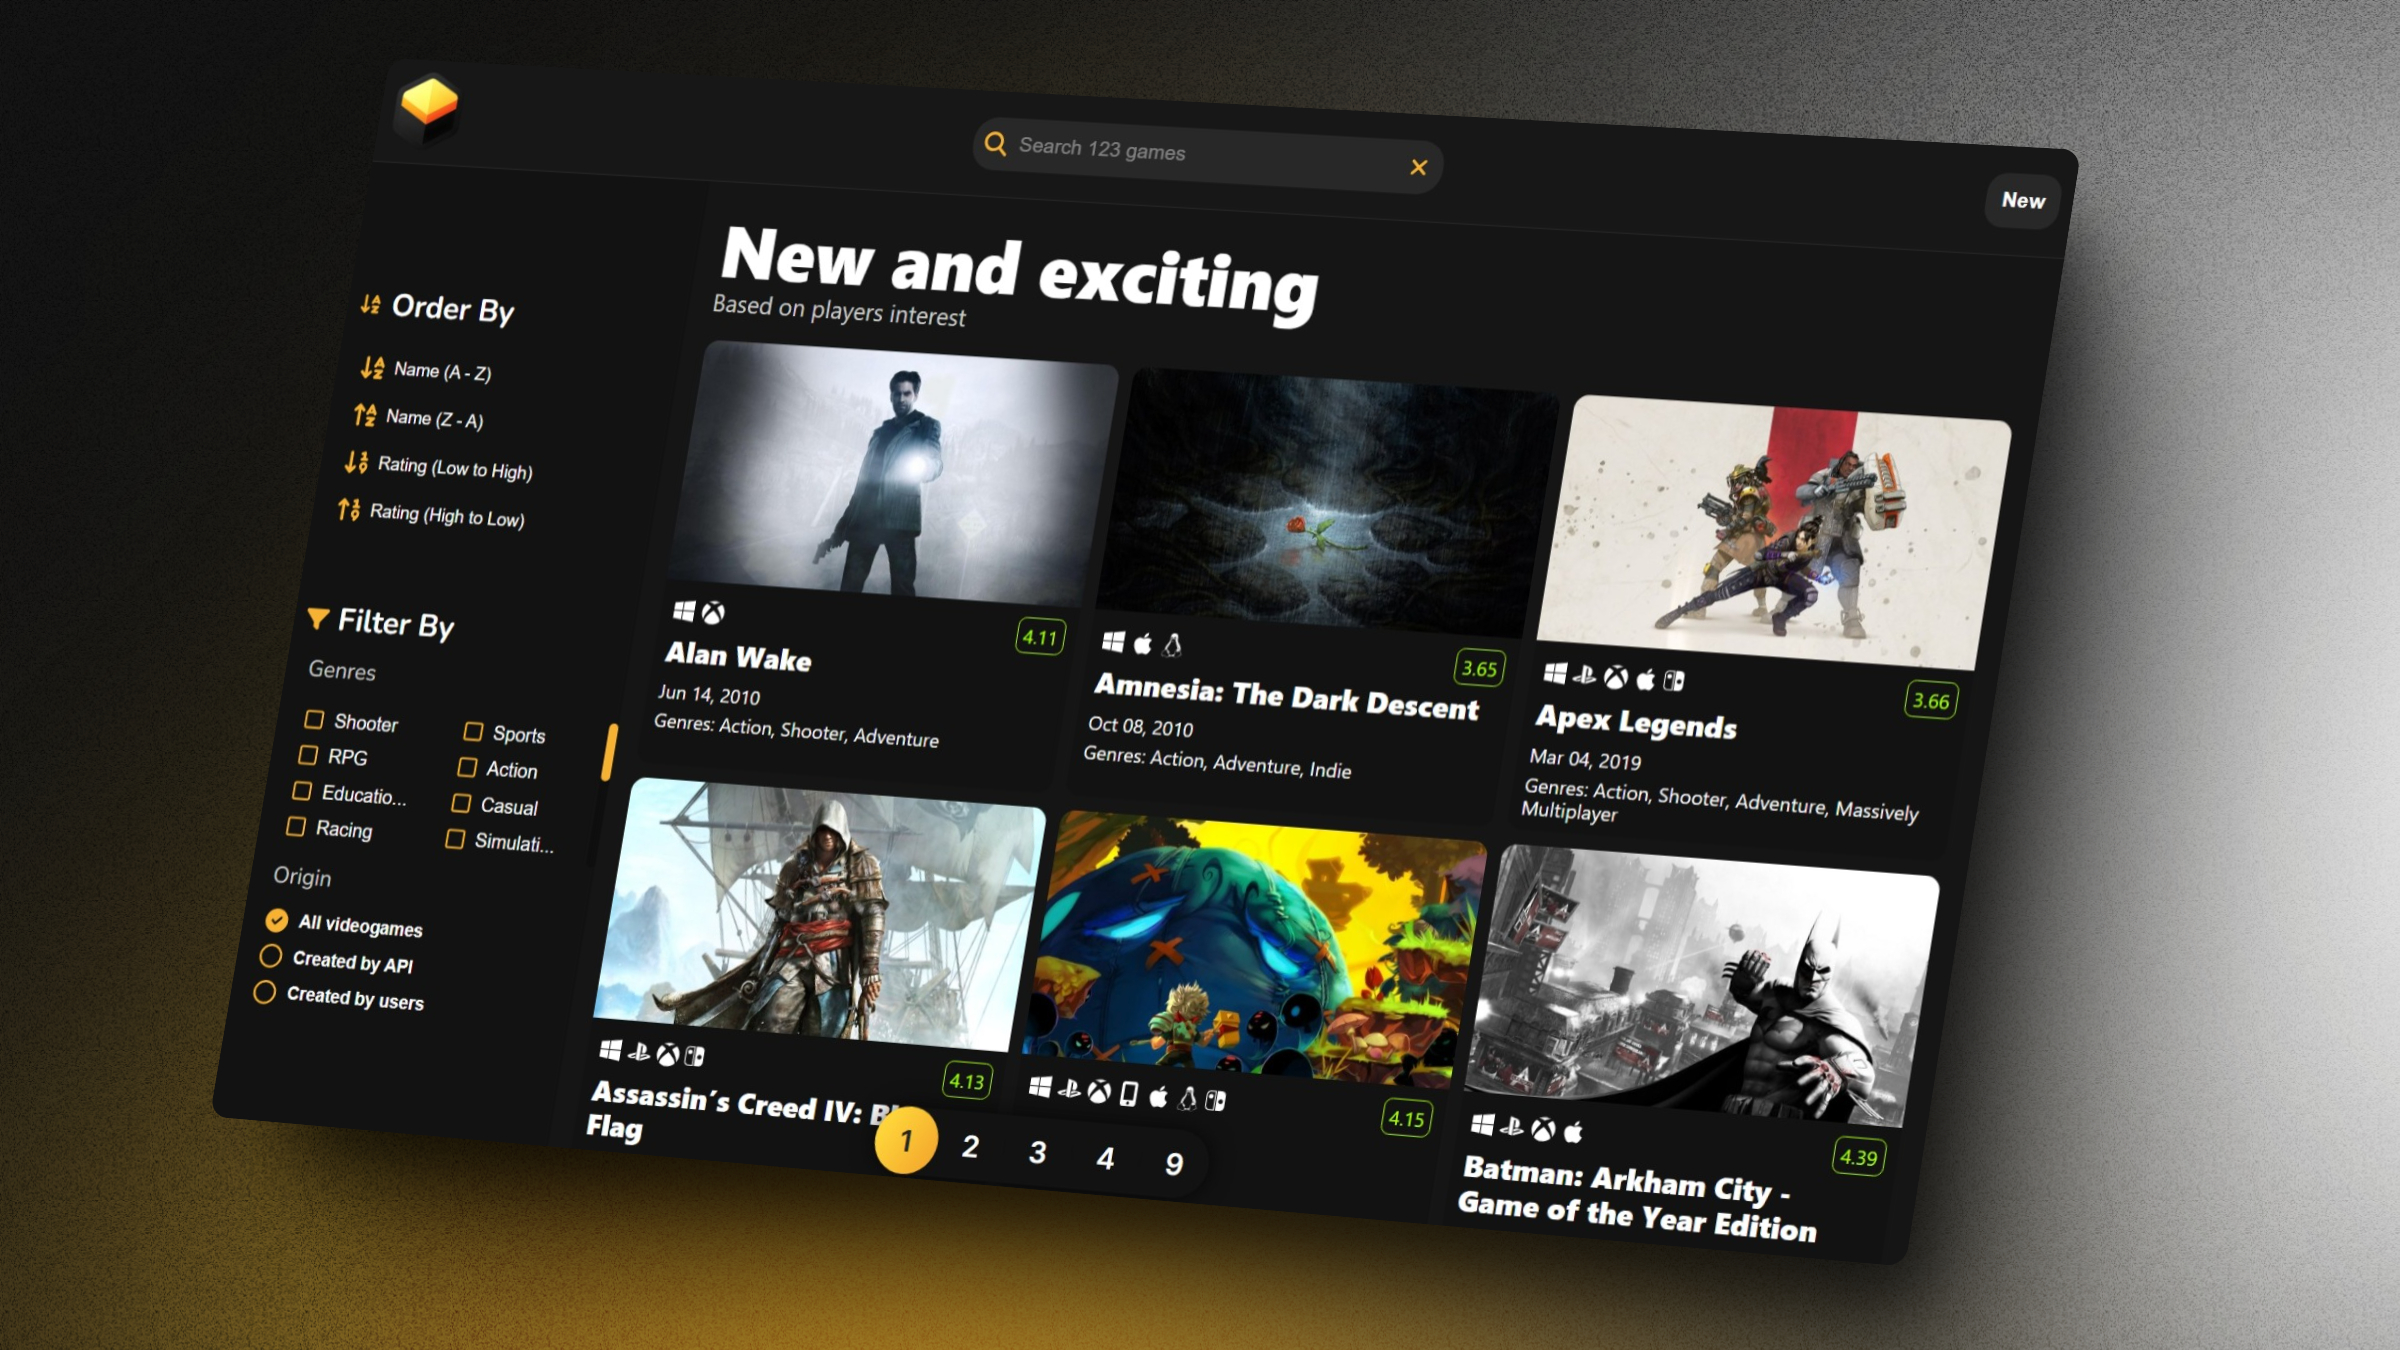 Search 123 games
New
Order By
Name (A - Z)
Name (Z - A)
Rating (Low to High)
Rating (High to Low)
Filter By
Genres
Shooter
Sports
RPG
Action
Educatio...
Casual
Racing
Simulati...
Origin
All videogames
Created by API
Created by users
New and exciting
Based on players interest
4.11
Alan Wake
Jun 14, 2010
Genres: Action, Shooter, Adventure
3.65
Amnesia: The Dark Descent
Oct 08, 2010
Genres: Action, Adventure, Indie
3.66
Apex Legends
Mar 04, 2019
Genres: Action, Shooter, Adventure, Massively
Multiplayer
4.13
Assassin´s Creed IV:
Flag
4.15
4.39
Batman: Arkham City -
Game of the Year Edition
1 2 3 4 9